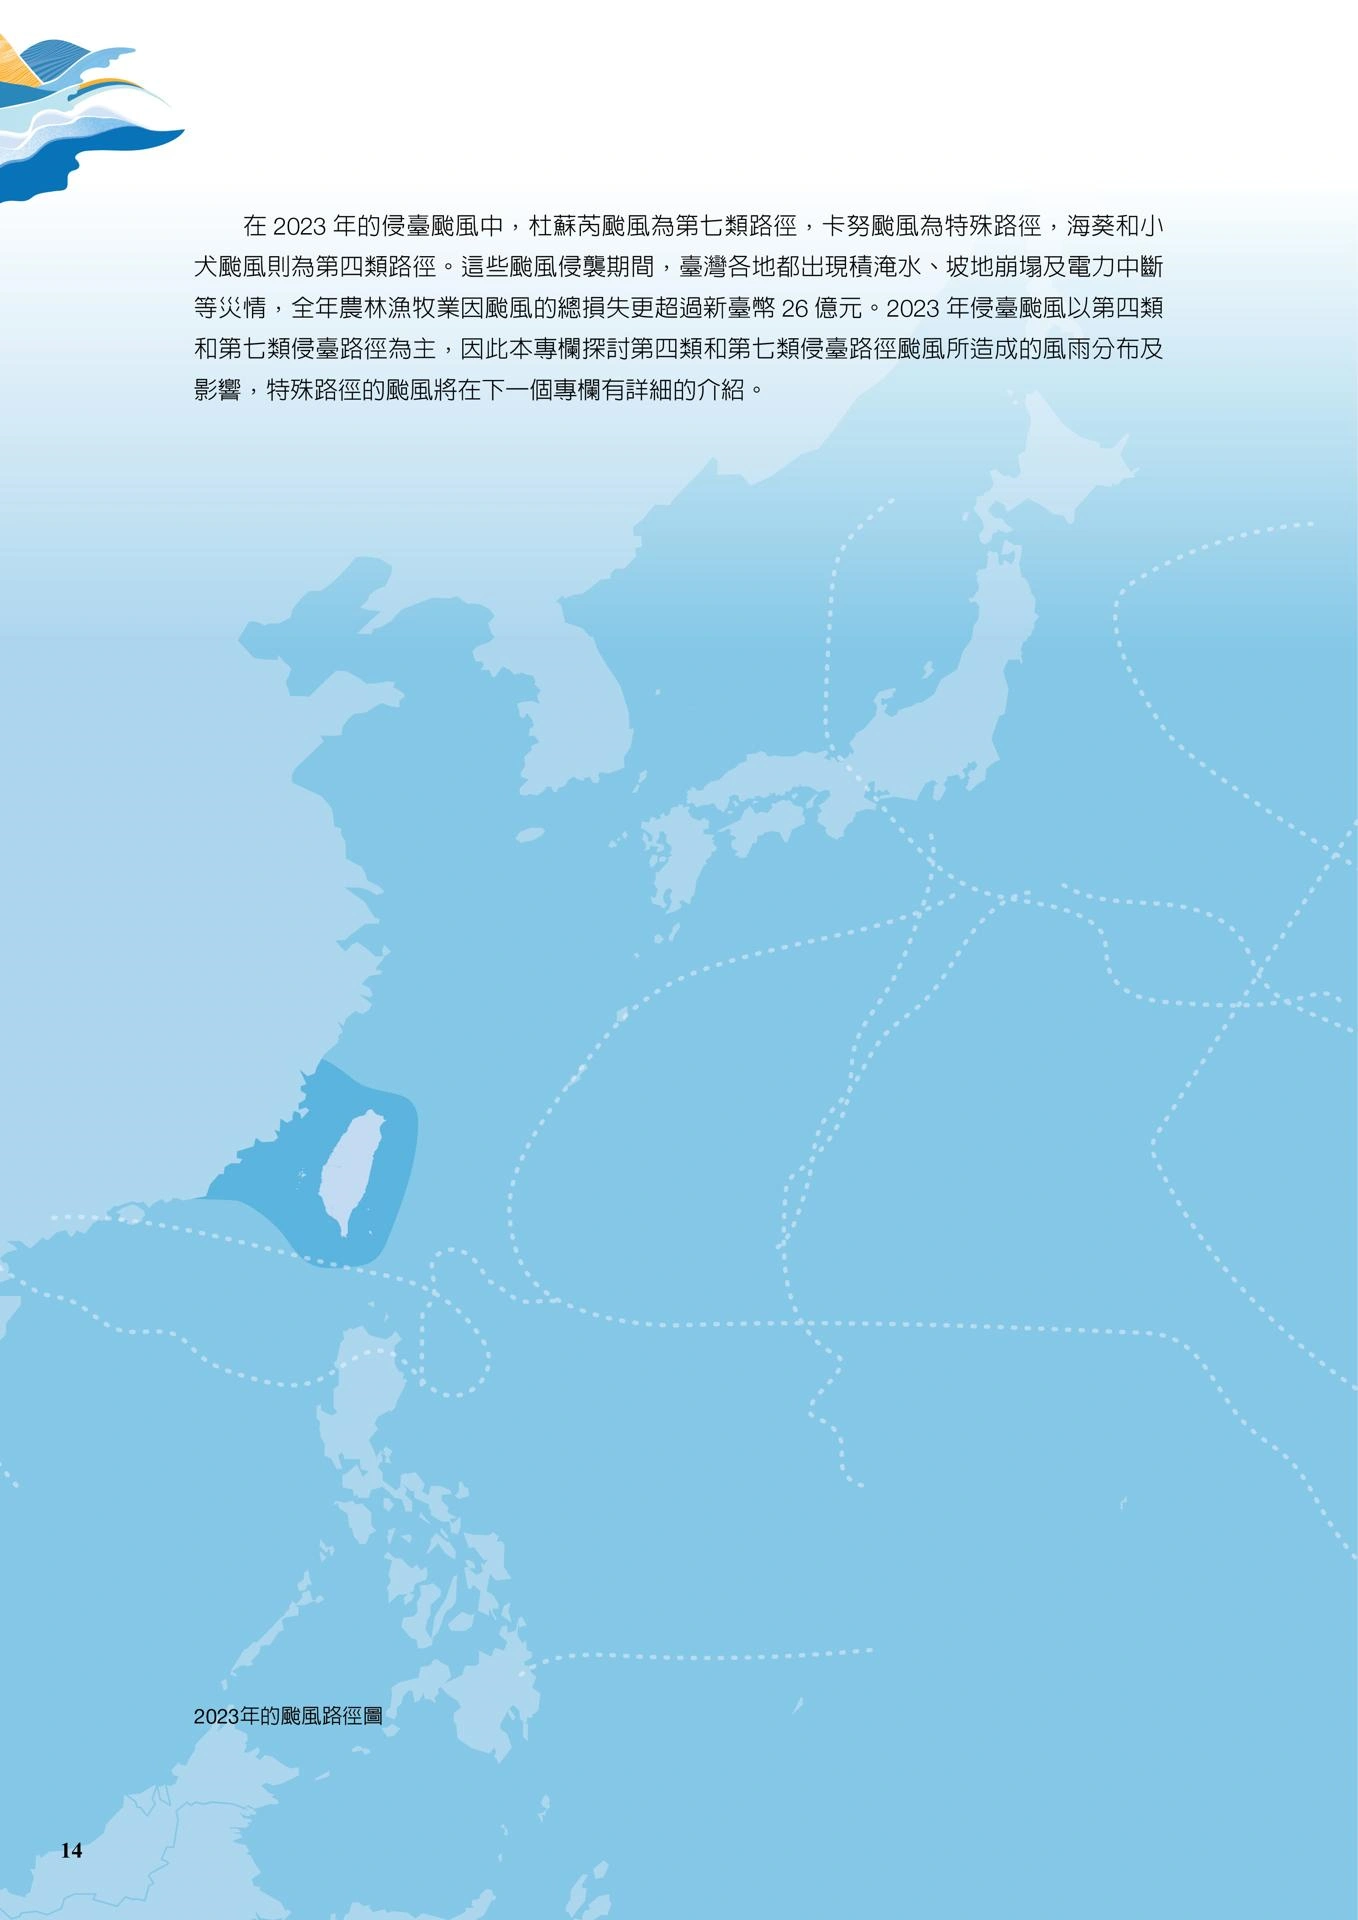 在 2023 年的侵臺颱風中，杜蘇芮颱風為第七類路徑，卡努颱風為特殊路徑，海葵和小
犬颱風則為第四類路徑。這些颱風侵襲期間，臺灣各地都出現積淹水、坡地崩塌及電力中斷
等災情，全年農林漁牧業因颱風的總損失更超過新臺幣 26 億元。2023 年侵臺颱風以第四類
和第七類侵臺路徑為主，因此本專欄探討第四類和第七類侵臺路徑颱風所造成的風雨分布及
影響，特殊路徑的颱風將在下一個專欄有詳細的介紹。
2023年的颱風路徑圖
14